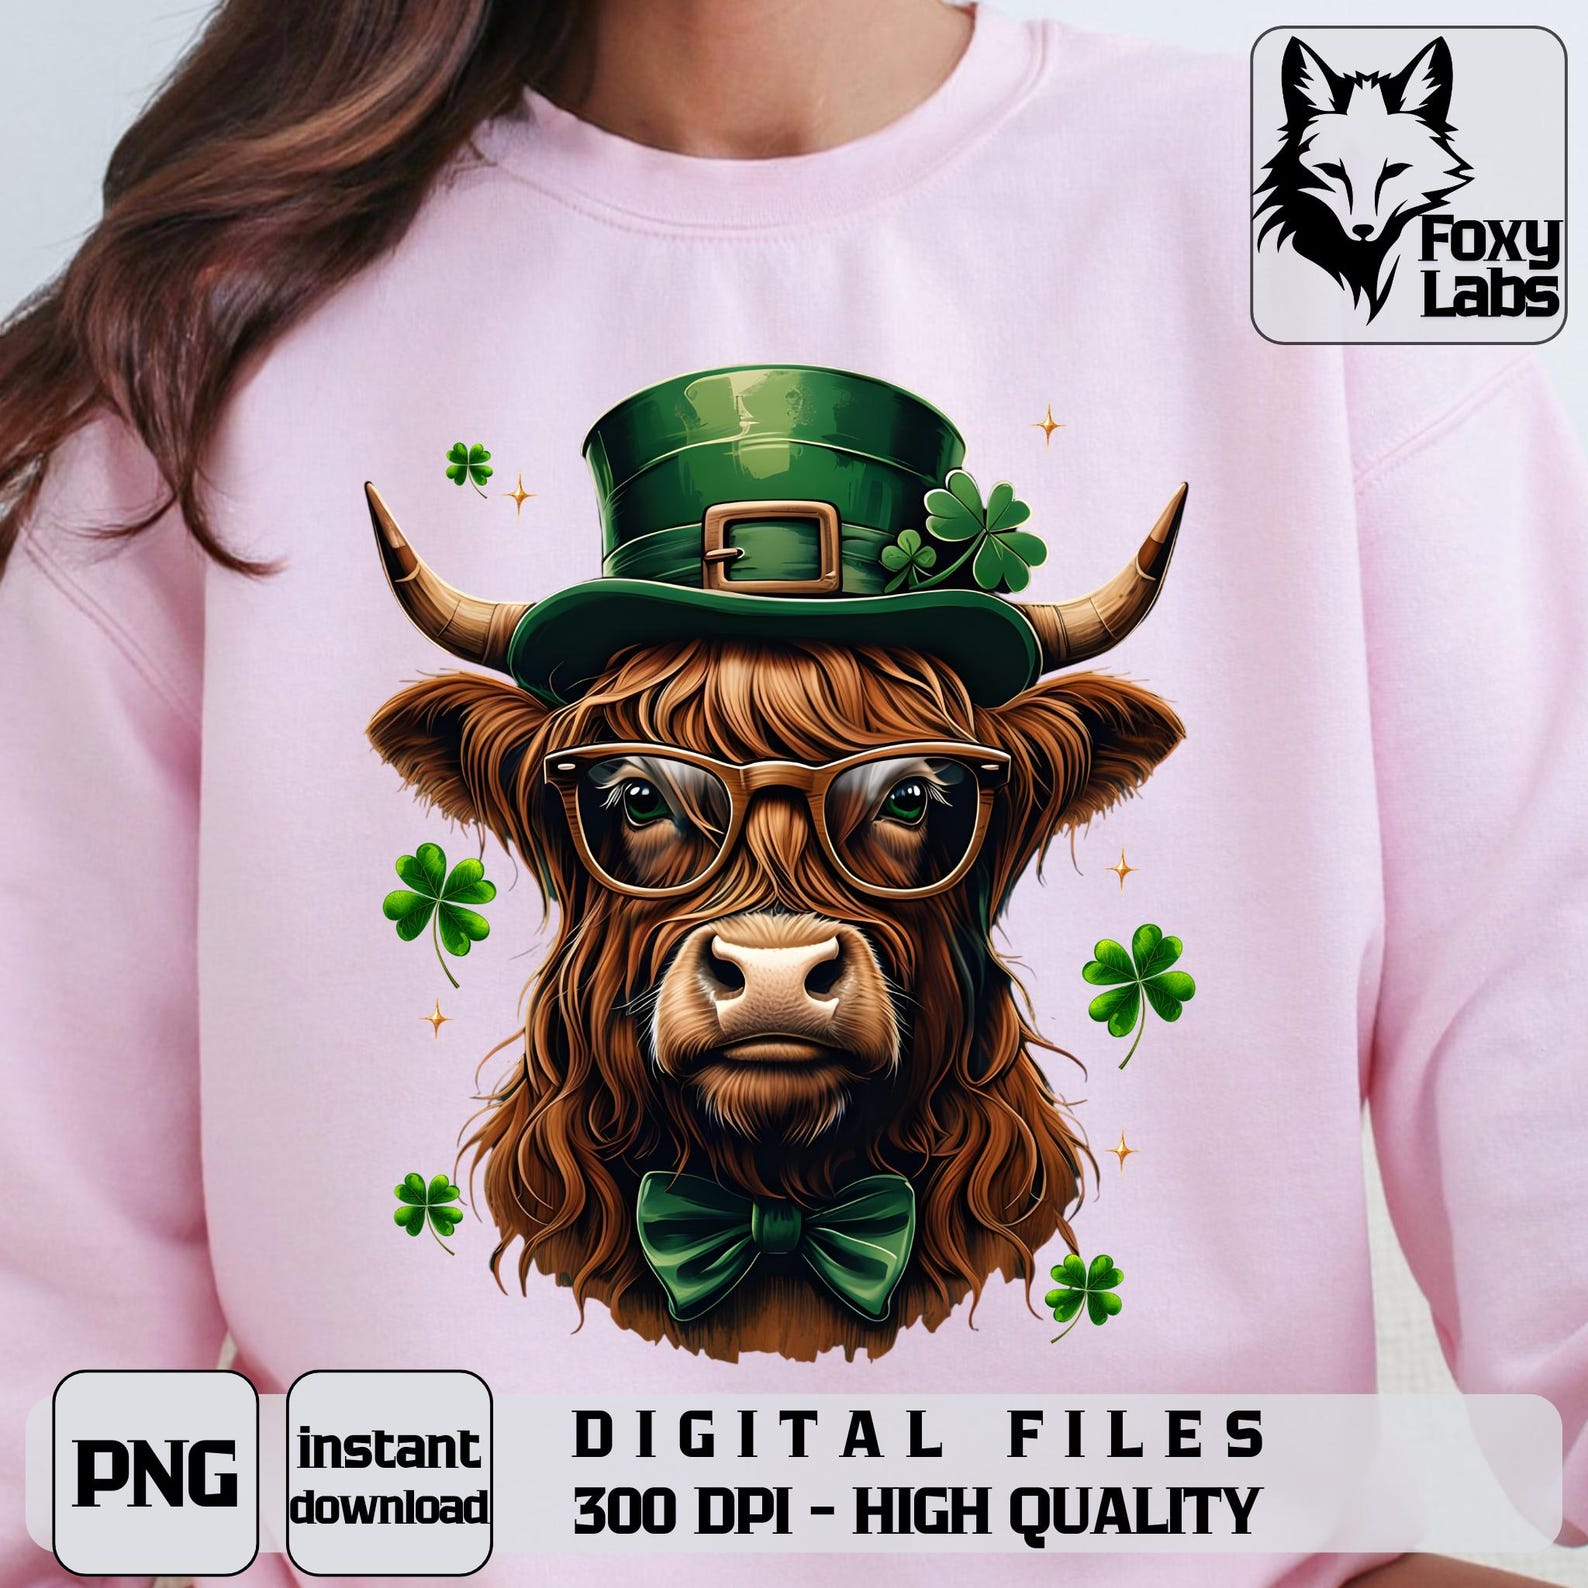 Foxy
Labs
PNG
instant
download
DIGITAL FILES
300 DPI - HIGH QUALITY